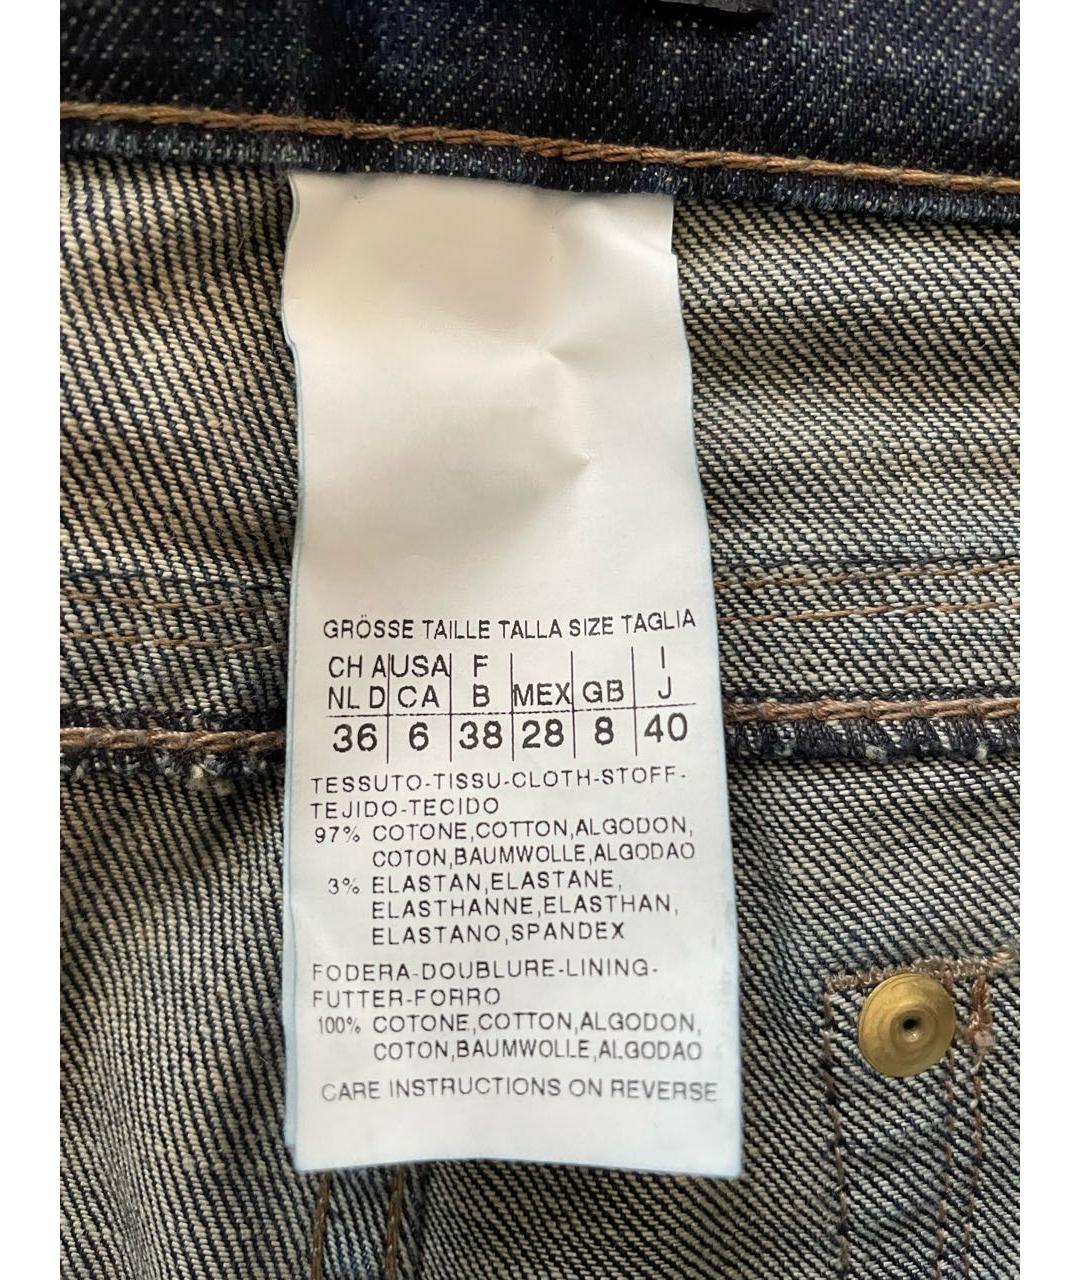 GRÖSSE TAILLE TALLA SIZE TAGLIA
CH A USA F I
NL D CA B MEX GB J
36 6 38 28 8 40
TESSUTO-TISSU-CLOTH-STOFF-
TEJIDO-TECIDO
97% COTONE,COTTON,ALGODON,
COTON,BAUMWOLLE,ALGODAO
3% ELASTAN,ELASTANE,
ELASTHANNE,ELASTHAN,
ELASTANO,SPANDEX
FODERA-DOUBLURE-LINING-
FUTTER-FORRO
100% COTONE,COTTON,ALGODON,
COTON,BAUMWOLLE,ALGODAO
CARE INSTRUCTIONS ON REVERSE